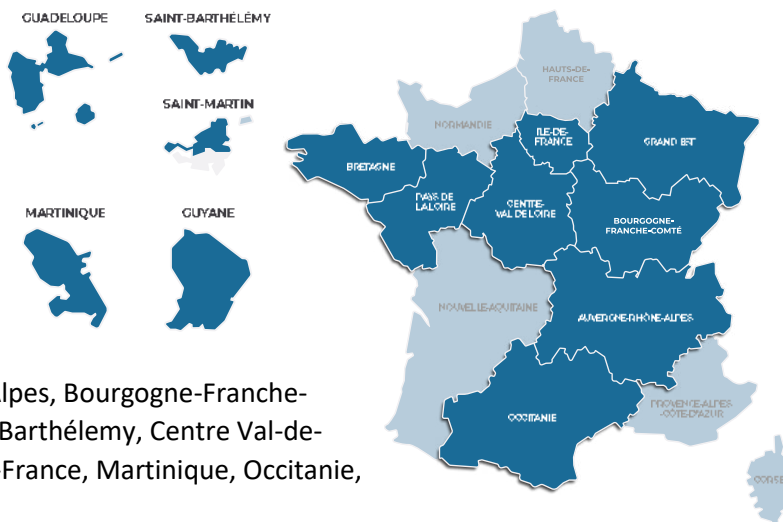 GUADELOUPE
SAINT-BARTHÉLÉMY
SAINT-MARTIN
MARTINIQUE
GUYANE
HAUTS-DE-
FRANCE
NORMANDIE
ILE-DE-
FRANCE
GRAND EST
BRETAGNE
PAYS DE
LA LOIRE
CENTRE-
VAL DE LOIRE
BOURGOGNE-
FRANCHE-COMTÉ
NOUVELLE-AQUITAINE
AUVERGNE-RHÔNE-ALPES
OCCITANIE
PROVENCE-ALPES
-CÔTE D'AZUR
Alpes, Bourgogne-Franche-
Barthélemy, Centre Val-de-
-France, Martinique, Occitanie,